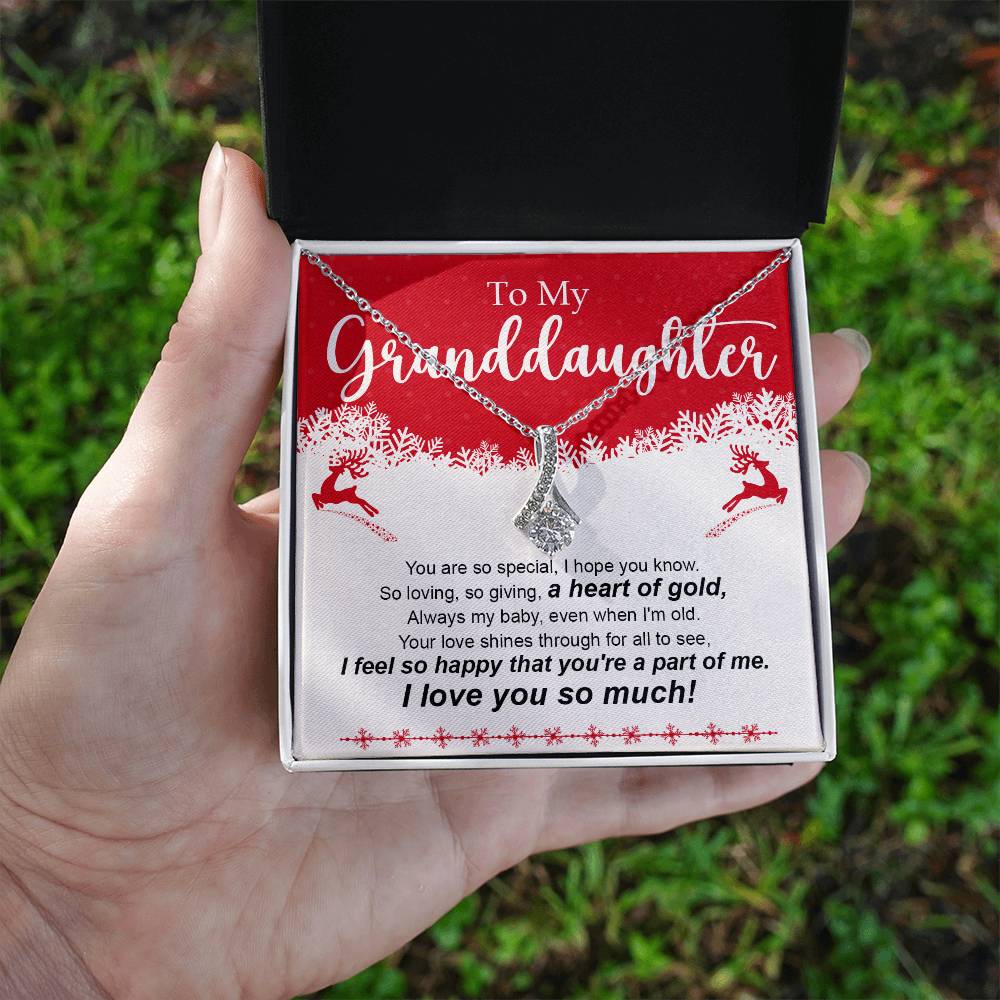 To My
Granddaughter
You are so special, I hope you know.
So loving, so giving, a heart of gold,
Always my baby, even when I'm old.
Your love shines through for all to see,
I feel so happy that you're a part of me.
I love you so much!